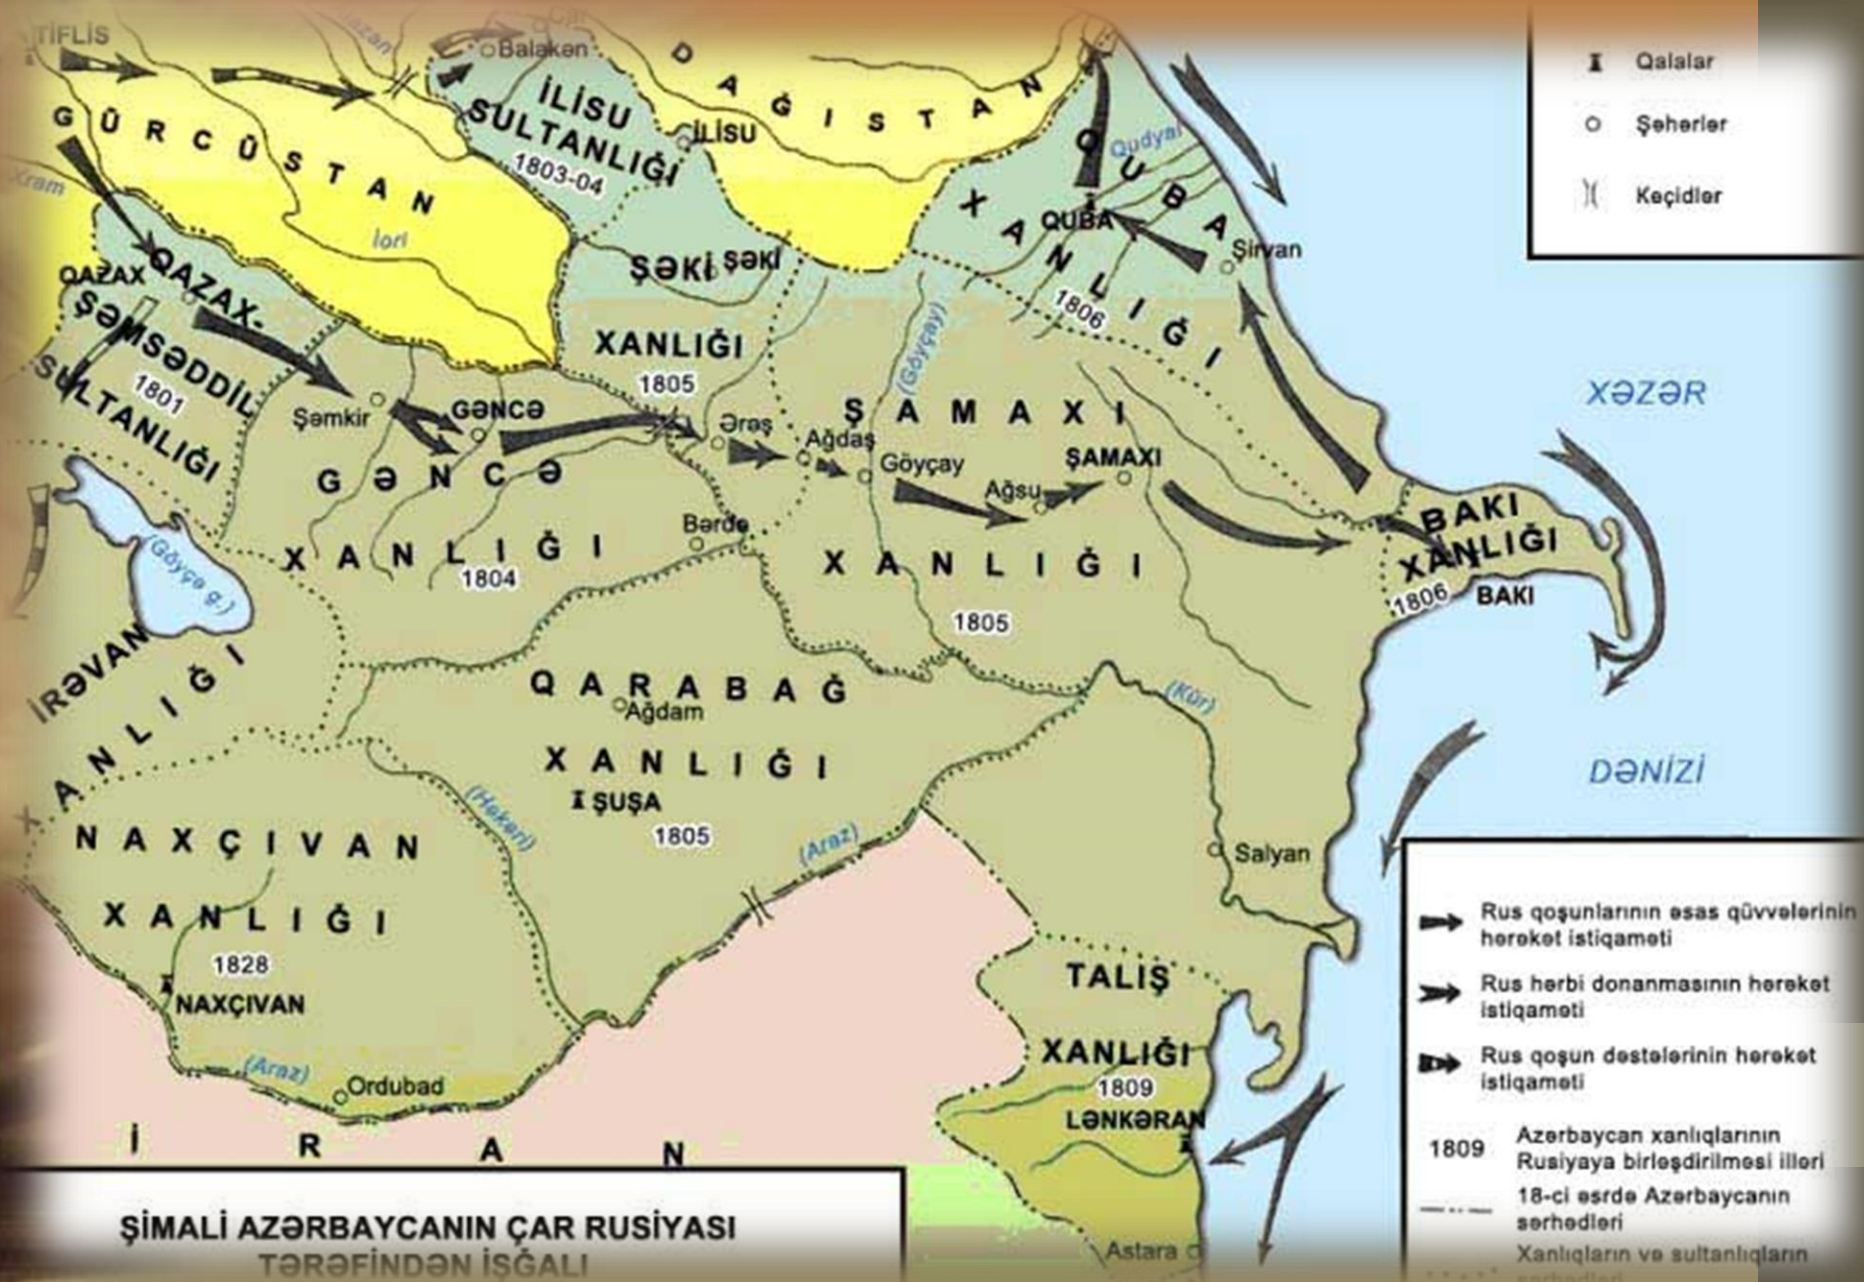 TİFLİS
Balakən
DAĞISTAN
İLİSU
SULTANLIĞI
İLİSU
1803-04
GÜRCÜSTAN
Xram
İori
Qudyal
QUBA
XANLIĞI
QUBA
Şirvan
1806
QAZAX
QAZAX-
ŞƏMSƏDDİL
SULTANLIĞI
1801
ŞƏKİ
ŞƏKİ
XANLIĞI
1805
(Göyçay)
Şəmkir
GƏNCƏ
GƏNCƏ
XANLIĞI
1804
Bərdə
Ərəş
Ağdaş
Göyçay
Ağsu
ŞAMAXI
ŞAMAXI
XANLIĞI
1805
BAKI
XANLIĞI
1806
BAKI
XƏZƏR
DƏNİZİ
(Göyçə g.)
İRƏVAN
XANLIĞI
QARABAĞ
Ağdam
XANLIĞI
ŞUŞA
1805
(Kür)
(Həkəri)
(Araz)
NAXÇIVAN
XANLIĞI
1828
NAXÇIVAN
(Araz)
Ordubad
Salyan
TALIŞ
XANLIĞI
1809
LƏNKƏRAN
Astara
İRAN
ŞİMALİ AZƏRBAYCANIN ÇAR RUSİYASI
TƏRƏFİNDƏN İŞĞALI
Qalalar
Şəhərlər
Keçidlər
Rus qoşunlarının əsas qüvvələrinin
hərəkət istiqaməti
Rus hərbi donanmasının hərəkət
istiqaməti
Rus qoşun dəstələrinin hərəkət
istiqaməti
1809
Azərbaycan xanlıqlarının
Rusiyaya birləşdirilməsi illəri
18-ci əsrdə Azərbaycanın
sərhədləri
Xanlıqların və sultanlıqların